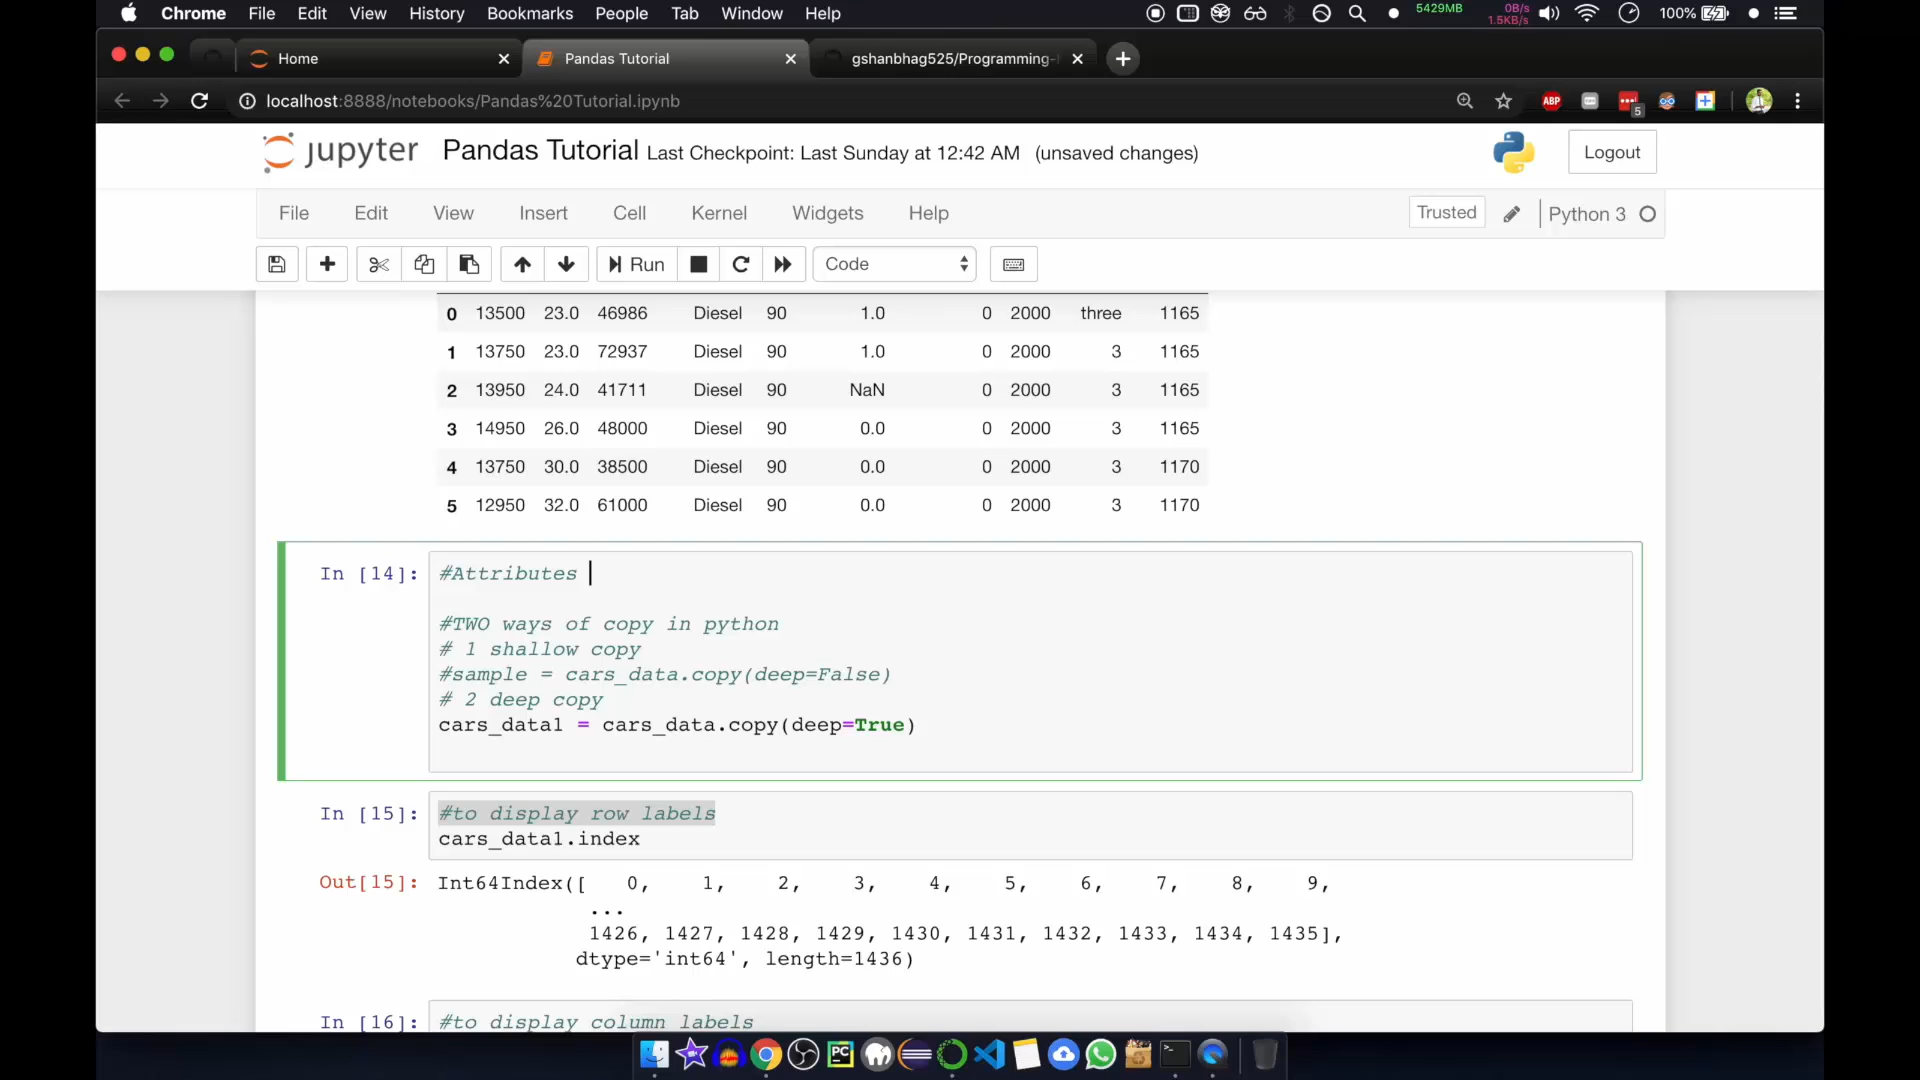 Chrome File Edit View History Bookmarks People Tab Window Help 5429MB 0B/s 1.5KB/s 100%
Home Pandas Tutorial gshanbhag525/Programming-
localhost:8888/notebooks/Pandas%20Tutorial.ipynb ABP 5
jupyter Pandas Tutorial Last Checkpoint: Last Sunday at 12:42 AM (unsaved changes) Logout
File Edit View Insert Cell Kernel Widgets Help Trusted Python 3
Run Code
0 13500 23.0 46986 Diesel 90 1.0 0 2000 three 1165
1 13750 23.0 72937 Diesel 90 1.0 0 2000 3 1165
2 13950 24.0 41711 Diesel 90 NaN 0 2000 3 1165
3 14950 26.0 48000 Diesel 90 0.0 0 2000 3 1165
4 13750 30.0 38500 Diesel 90 0.0 0 2000 3 1170
5 12950 32.0 61000 Diesel 90 0.0 0 2000 3 1170
In [14]: #Attributes
#TWO ways of copy in python
# 1 shallow copy
#sample = cars_data.copy(deep=False)
# 2 deep copy
cars_data1 = cars_data.copy(deep=True)
In [15]: #to display row labels
cars_data1.index
Out[15]: Int64Index([ 0, 1, 2, 3, 4, 5, 6, 7, 8, 9,
...
1426, 1427, 1428, 1429, 1430, 1431, 1432, 1433, 1434, 1435],
dtype='int64', length=1436)
In [16]: #to display column labels
PC